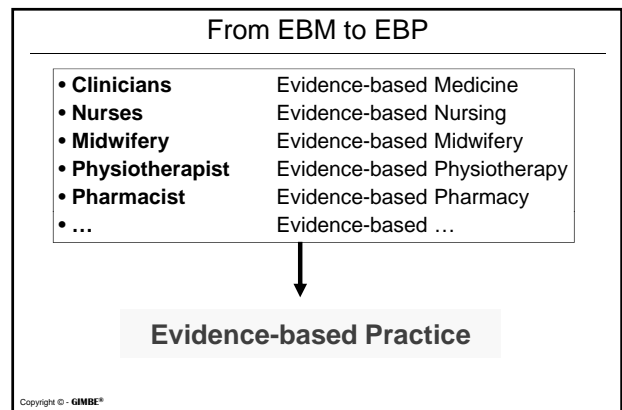 From EBM to EBP
• Clinicians Evidence-based Medicine
• Nurses Evidence-based Nursing
• Midwifery Evidence-based Midwifery
• Physiotherapist Evidence-based Physiotherapy
• Pharmacist Evidence-based Pharmacy
• … Evidence-based …
Evidence-based Practice
Copyright © - GIMBE®